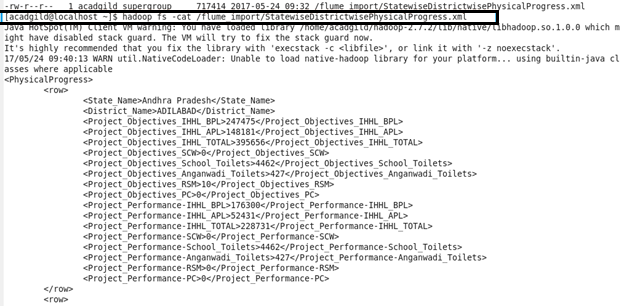 -rw-r--r-- 1 acadgild supergroup 717414 2017-05-24 09:32 /flume_import/StatewiseDistrictwisePhysicalProgress.xml
[acadgild@localhost ~]$ hadoop fs -cat /flume_import/StatewiseDistrictwisePhysicalProgress.xml
Java HotSpot(TM) Client VM warning: You have loaded library /home/acadgild/hadoop-2.7.2/lib/native/libhadoop.so.1.0.0 which m
ight have disabled stack guard. The VM will try to fix the stack guard now.
It's highly recommended that you fix the library with 'execstack -c <libfile>', or link it with '-z noexecstack'.
17/05/24 09:40:13 WARN util.NativeCodeLoader: Unable to load native-hadoop library for your platform... using builtin-java cl
asses where applicable
<PhysicalProgress>
<row>
<State_Name>Andhra Pradesh</State_Name>
<District_Name>ADILABAD</District_Name>
<Project_Objectives_IHHL_BPL>247475</Project_Objectives_IHHL_BPL>
<Project_Objectives_IHHL_APL>148181</Project_Objectives_IHHL_APL>
<Project_Objectives_IHHL_TOTAL>395656</Project_Objectives_IHHL_TOTAL>
<Project_Objectives_SCW>0</Project_Objectives_SCW>
<Project_Objectives_School_Toilets>4462</Project_Objectives_School_Toilets>
<Project_Objectives_Anganwadi_Toilets>427</Project_Objectives_Anganwadi_Toilets>
<Project_Objectives_RSM>10</Project_Objectives_RSM>
<Project_Objectives_PC>0</Project_Objectives_PC>
<Project_Performance-IHHL_BPL>176300</Project_Performance-IHHL_BPL>
<Project_Performance-IHHL_APL>52431</Project_Performance-IHHL_APL>
<Project_Performance-IHHL_TOTAL>228731</Project_Performance-IHHL_TOTAL>
<Project_Performance-SCW>0</Project_Performance-SCW>
<Project_Performance-School_Toilets>4462</Project_Performance-School_Toilets>
<Project_Performance-Anganwadi_Toilets>427</Project_Performance-Anganwadi_Toilets>
<Project_Performance-RSM>0</Project_Performance-RSM>
<Project_Performance-PC>0</Project_Performance-PC>
</row>
<row>